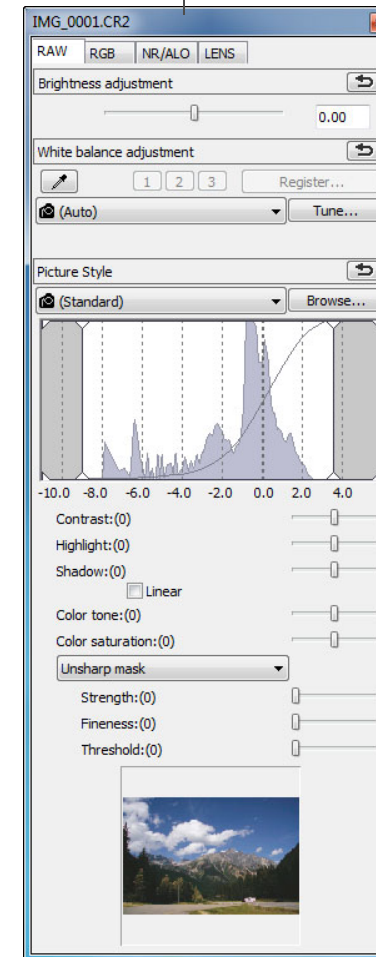 IMG_0001.CR2
RAW RGB NR/ALO LENS
Brightness adjustment
0.00
White balance adjustment
1 2 3 Register...
(Auto) Tune...
Picture Style
(Standard) Browse...
-10.0 -8.0 -6.0 -4.0 -2.0 0.0 2.0 4.0
Contrast:(0)
Highlight:(0)
Shadow:(0)
Linear
Color tone:(0)
Color saturation:(0)
Unsharp mask
Strength:(0)
Fineness:(0)
Threshold:(0)